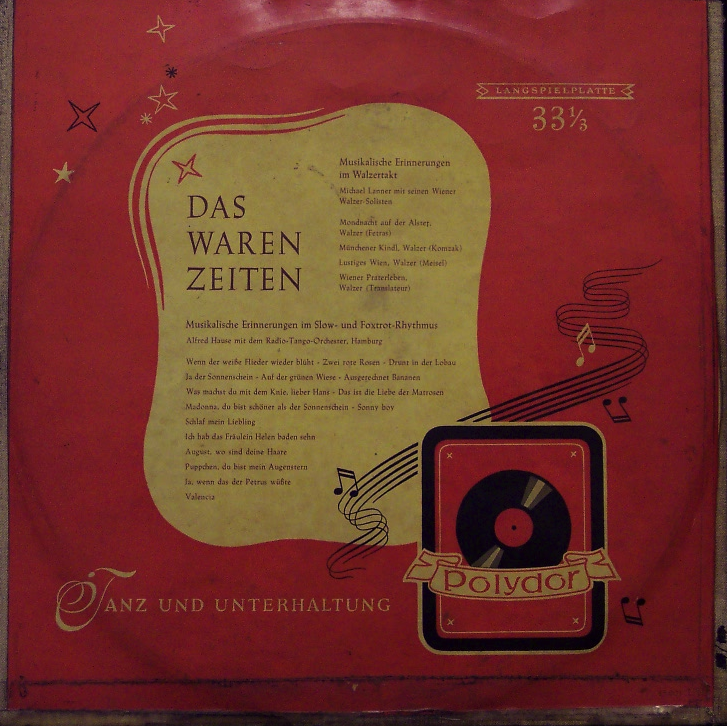 LANGSPIELPLATTE
33⅓
DAS
WAREN
ZEITEN
Musikalische Erinnerungen
im Walzertakt
Michael Lanner mit seinen Wiener
Walzer-Solisten
Mondnacht auf der Alster,
Walzer (Fetras)
Münchener Kindl, Walzer (Komzak)
Lustiges Wien, Walzer (Meisel)
Wiener Praterleben,
Walzer (Translateur)
Musikalische Erinnerungen im Slow- und Foxtrot-Rhythmus
Alfred Hause mit dem Radio-Tango-Orchester, Hamburg
Wenn der weiße Flieder wieder blüht - Zwei rote Rosen - Drunt in der Lobau
Ja der Sonnenschein - Auf der grünen Wiese - Ausgerechnet Bananen
Was machst du mit dem Knie, lieber Hans - Das ist die Liebe der Matrosen
Madonna, du bist schöner als der Sonnenschein - Sonny boy
Schlaf mein Liebling
Ich hab das Fräulein Helen baden sehn
August, wo sind deine Haare
Puppchen, du bist mein Augenstern
Ja, wenn das der Petrus wüßte
Valencia
Polydor
TANZ UND UNTERHALTUNG